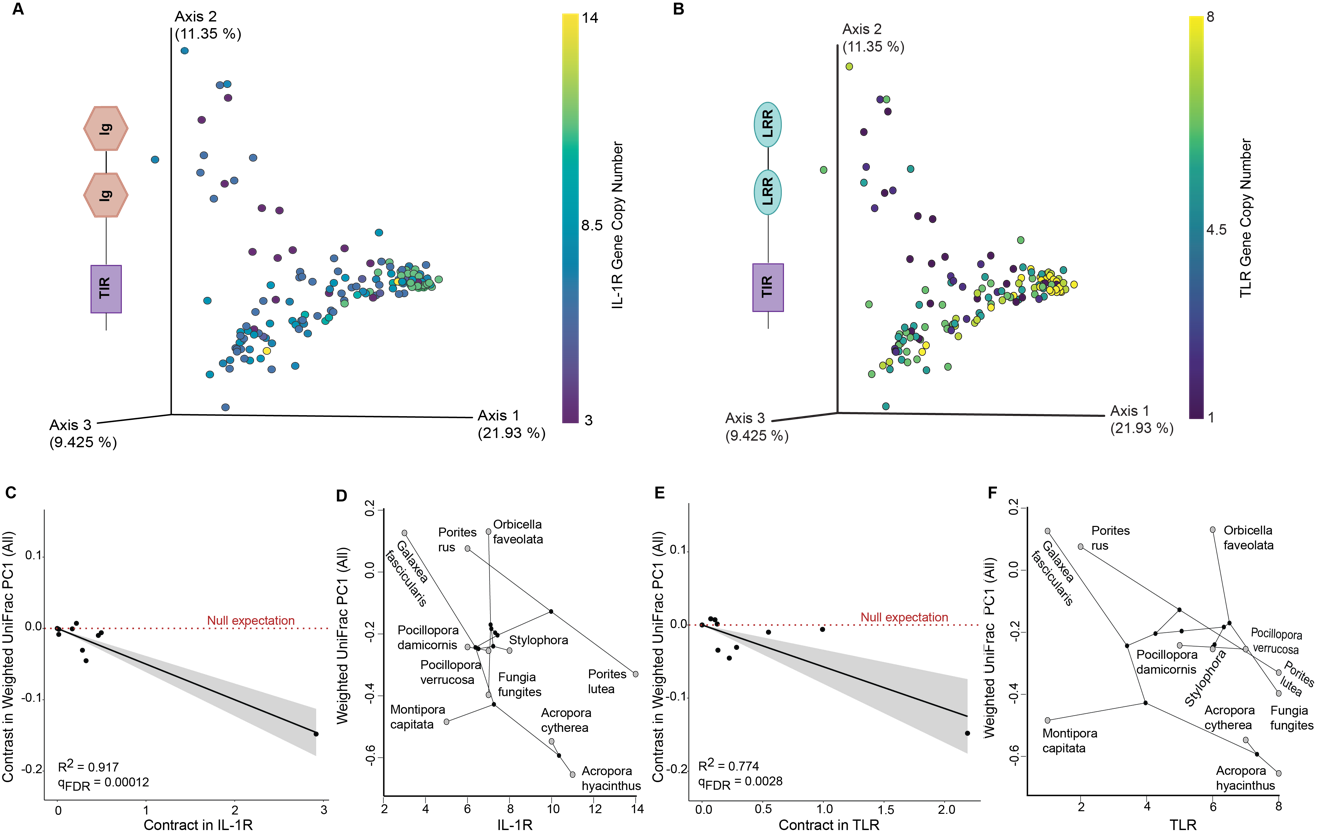 A
Axis 2
(11.35 %)
Ig
Ig
TIR
Axis 3
(9.425 %)
Axis 1
(21.93 %)
14
8.5
3
IL-1R Gene Copy Number
B
Axis 2
(11.35 %)
LRR
LRR
TIR
Axis 3
(9.425 %)
Axis 1
(21.93 %)
8
4.5
1
TLR Gene Copy Number
C
Contrast in Weighted UniFrac PC1 (All)
0.1
0.0
-0.1
-0.2
Null expectation
R2 = 0.917
qFDR = 0.00012
0
1
2
3
Contract in IL-1R
D
Weighted UniFrac PC1 (All)
0.2
0.0
-0.2
-0.4
-0.6
Galaxea
fascicularis
Porites
rus
Orbicella
faveolata
Pocillopora
damicornis
Stylophora
Pocillopora
verrucosa
Fungia
fungites
Porites
lutea
Montipora
capitata
Acropora
cytherea
Acropora
hyacinthus
2
4
6
8
10
12
14
IL-1R
E
Contrast in Weighted UniFrac PC1 (All)
0.1
0.0
-0.1
-0.2
Null expectation
R2 = 0.774
qFDR = 0.0028
0.0
0.5
1.0
1.5
2.0
Contract in TLR
F
Weighted UniFrac PC1 (All)
0.2
0.0
-0.2
-0.4
-0.6
Galaxea
fascicularis
Porites
rus
Orbicella
faveolata
Pocillopora
damicornis
Stylophora
Pocillopora
verrucosa
Porites
lutea
Fungia
fungites
Montipora
capitata
Acropora
cytherea
Acropora
hyacinthus
2
4
6
8
TLR